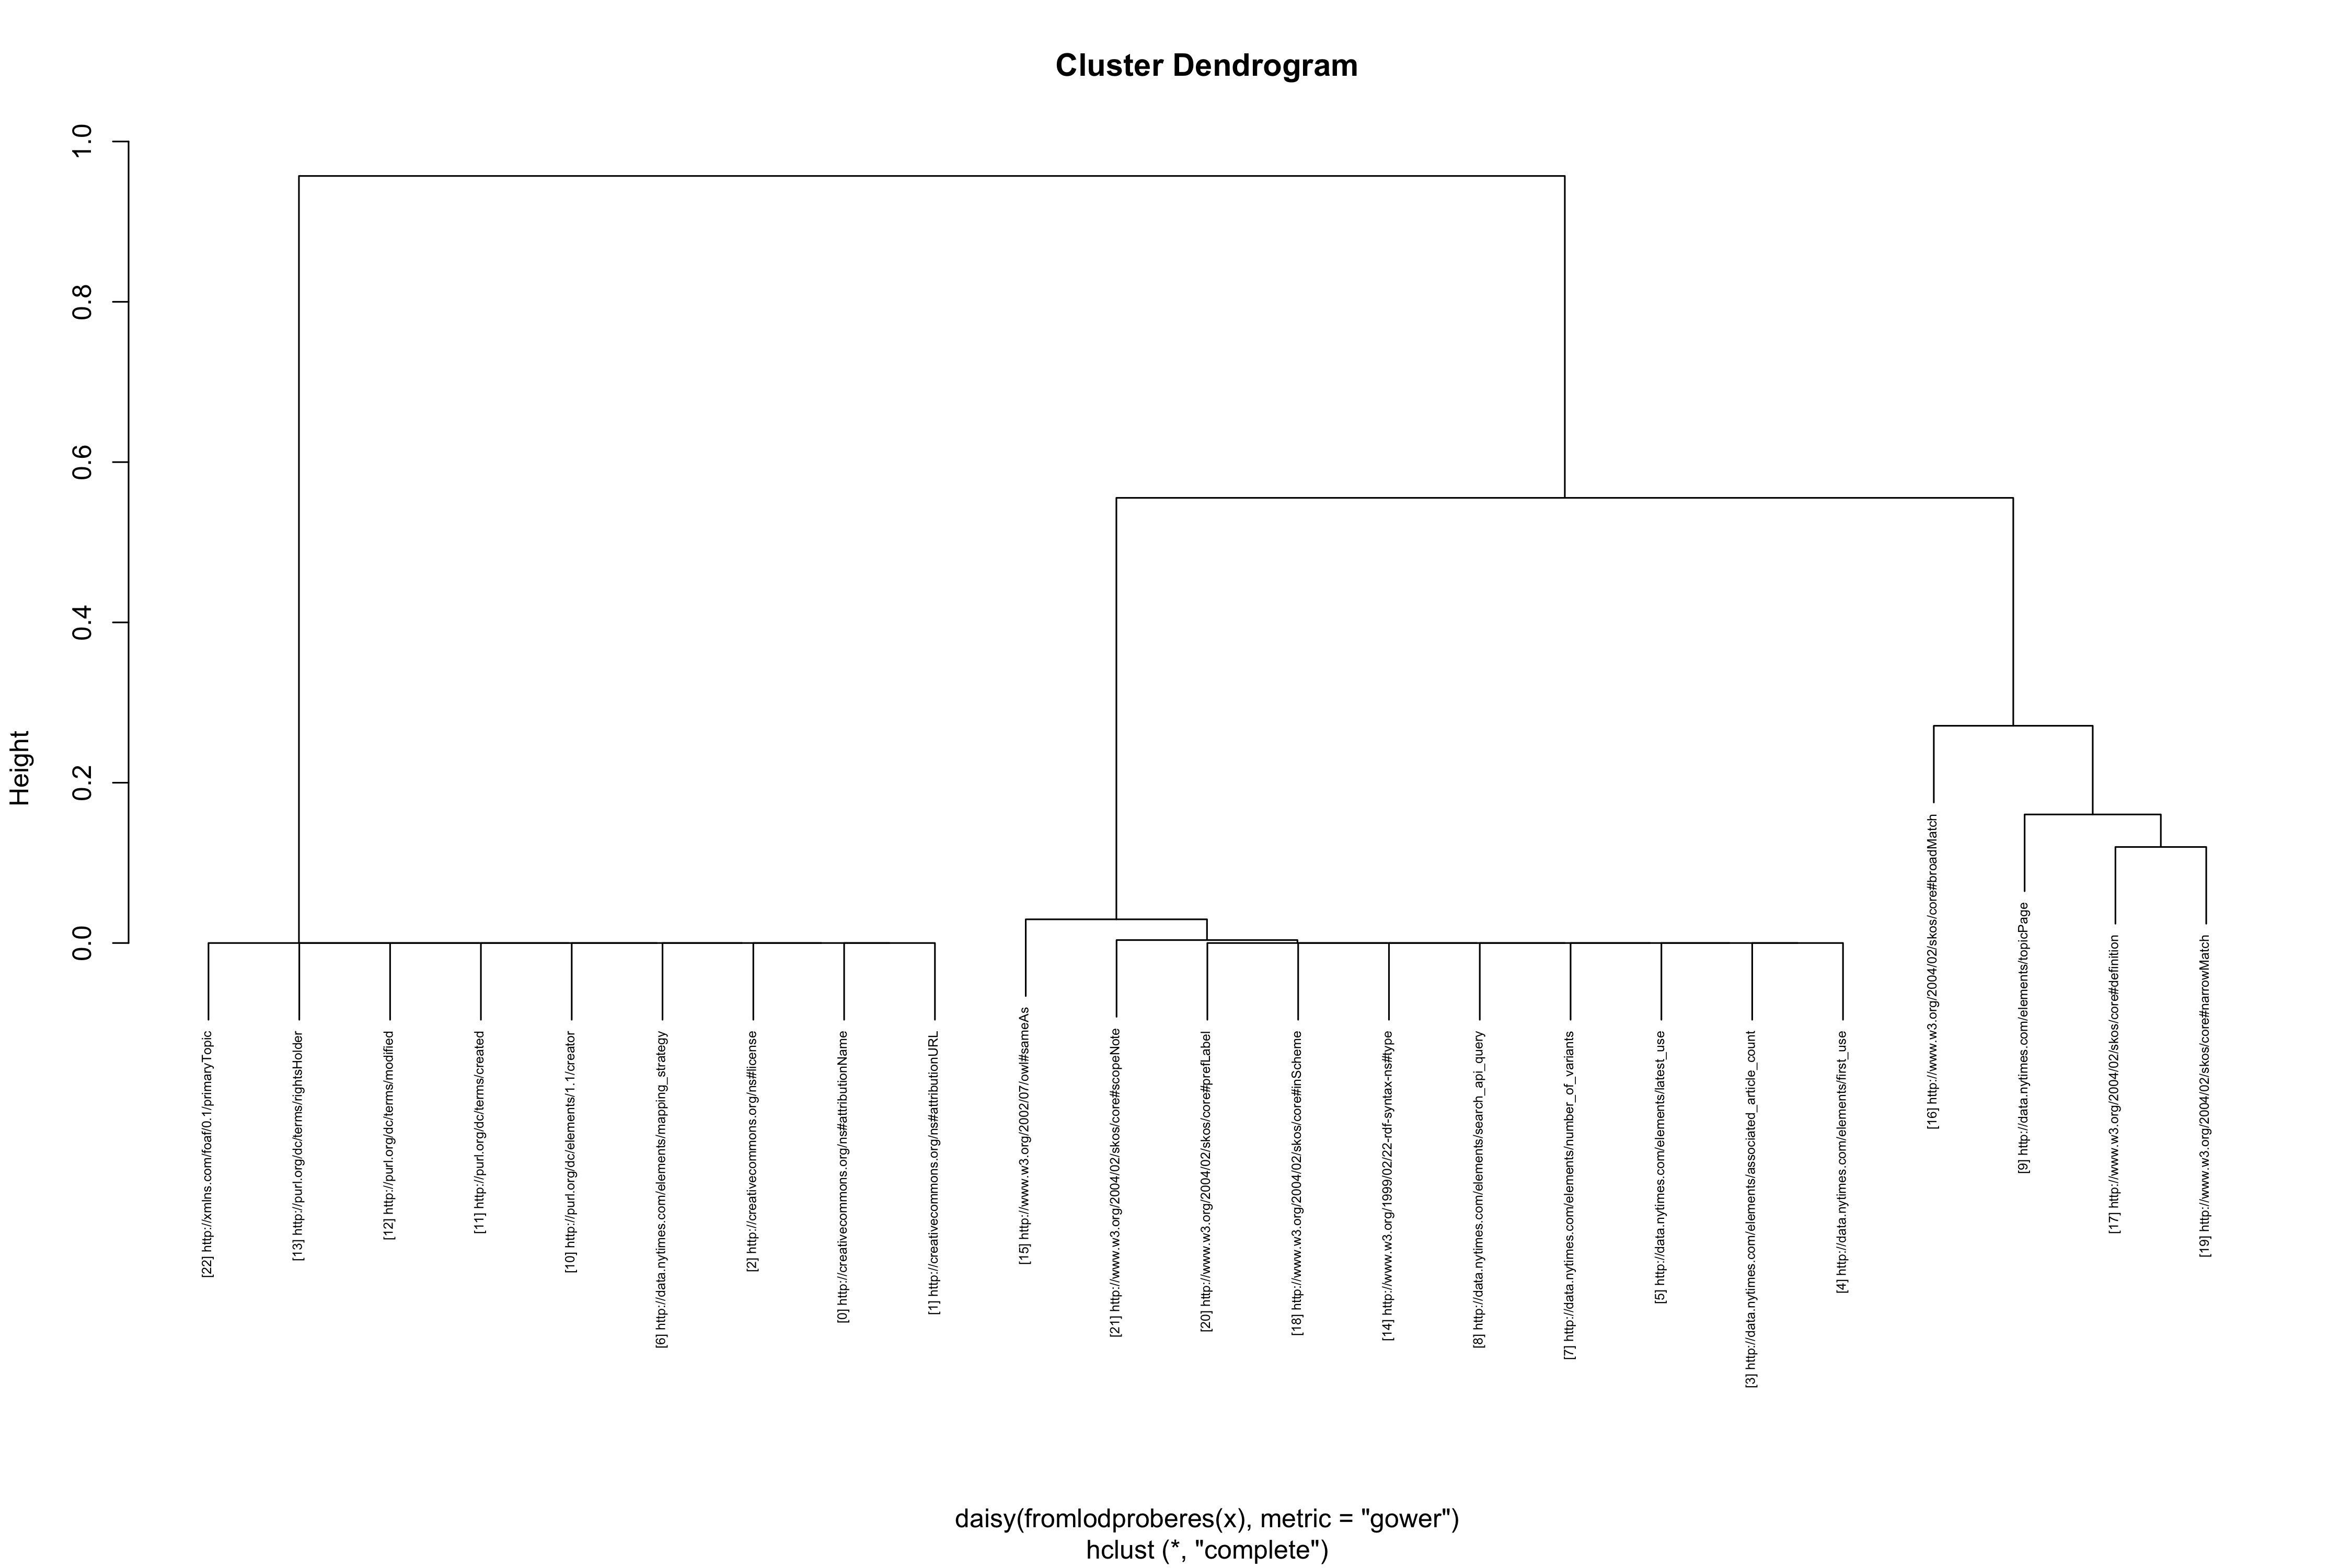 Cluster Dendrogram
1.0
0.8
0.6
0.4
0.2
0.0
Height
[22] http://xmlns.com/foaf/0.1/primaryTopic
[13] http://purl.org/dc/terms/rightsHolder
[12] http://purl.org/dc/terms/modified
[11] http://purl.org/dc/terms/created
[10] http://purl.org/dc/elements/1.1/creator
[6] http://data.nytimes.com/elements/mapping_strategy
[2] http://creativecommons.org/ns#license
[0] http://creativecommons.org/ns#attributionName
[1] http://creativecommons.org/ns#attributionURL
[15] http://www.w3.org/2002/07/owl#sameAs
[21] http://www.w3.org/2004/02/skos/core#scopeNote
[20] http://www.w3.org/2004/02/skos/core#prefLabel
[18] http://www.w3.org/2004/02/skos/core#inScheme
[14] http://www.w3.org/1999/02/22-rdf-syntax-ns#type
[8] http://data.nytimes.com/elements/search_api_query
[7] http://data.nytimes.com/elements/number_of_variants
[5] http://data.nytimes.com/elements/latest_use
[3] http://data.nytimes.com/elements/associated_article_count
[4] http://data.nytimes.com/elements/first_use
[16] http://www.w3.org/2004/02/skos/core#broadMatch
[9] http://data.nytimes.com/elements/topicPage
[17] http://www.w3.org/2004/02/skos/core#definition
[19] http://www.w3.org/2004/02/skos/core#narrowMatch
daisy(fromlodproberes(x), metric = "gower")
hclust (*, "complete")